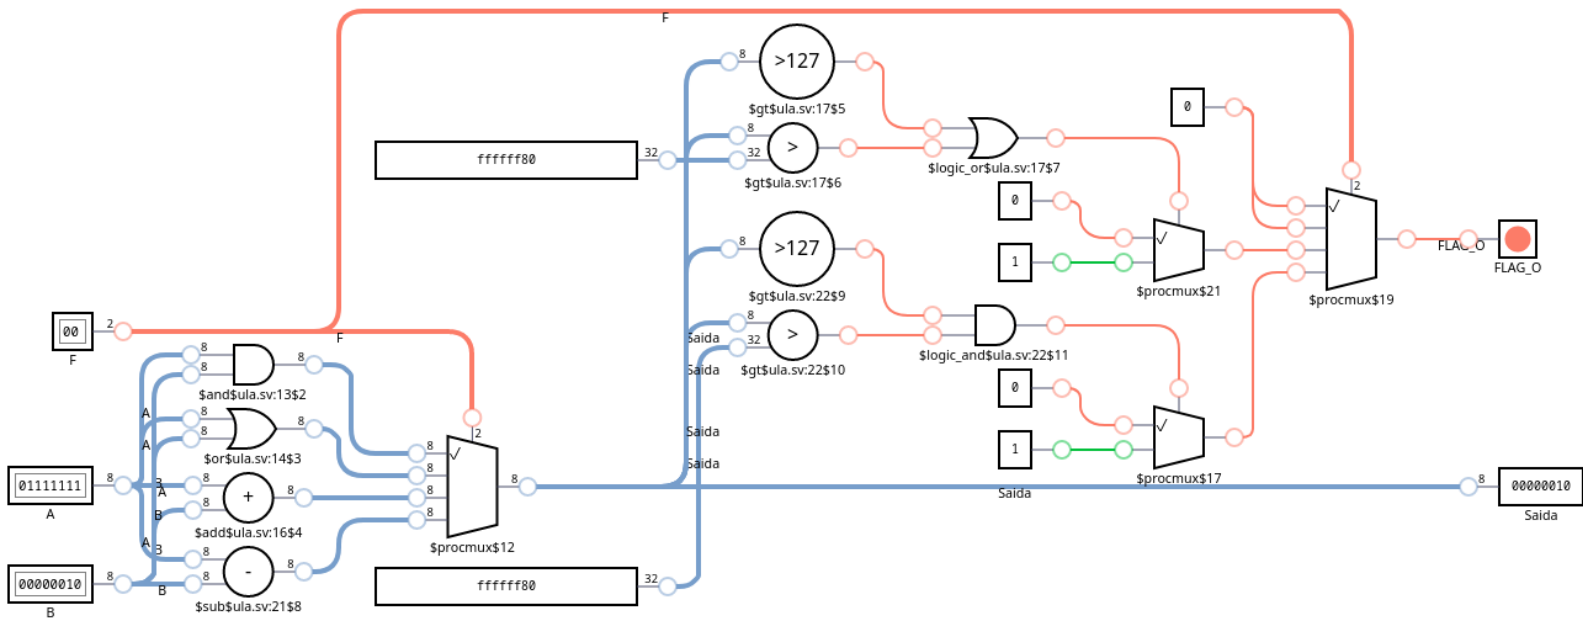 F
>127
8
$gt$ula.sv:17$5
0
8
ffffff80
32
>
32
$logic_or$ula.sv:17$7
$gt$ula.sv:17$6
2
0
✓
8
>127
✓
FLAG_O
1
FLAG_O
$gt$ula.sv:22$9
$procmux$21
$procmux$19
00
2
8
F
F
Saida
32
>
8
8
$logic_and$ula.sv:22$11
8
Saida
$gt$ula.sv:22$10
0
$and$ula.sv:13$2
A
8
8
8
2
✓
Saida
A
8
✓
1
$or$ula.sv:14$3
8
Saida
8
01111111
8
B
8
+
8
8
8
$procmux$17
8
00000010
A
A
Saida
Saida
B
8
8
$add$ula.sv:16$4
A
B
8
$procmux$12
00000010
8
8
-
8
ffffff80
32
B
B
$sub$ula.sv:21$8